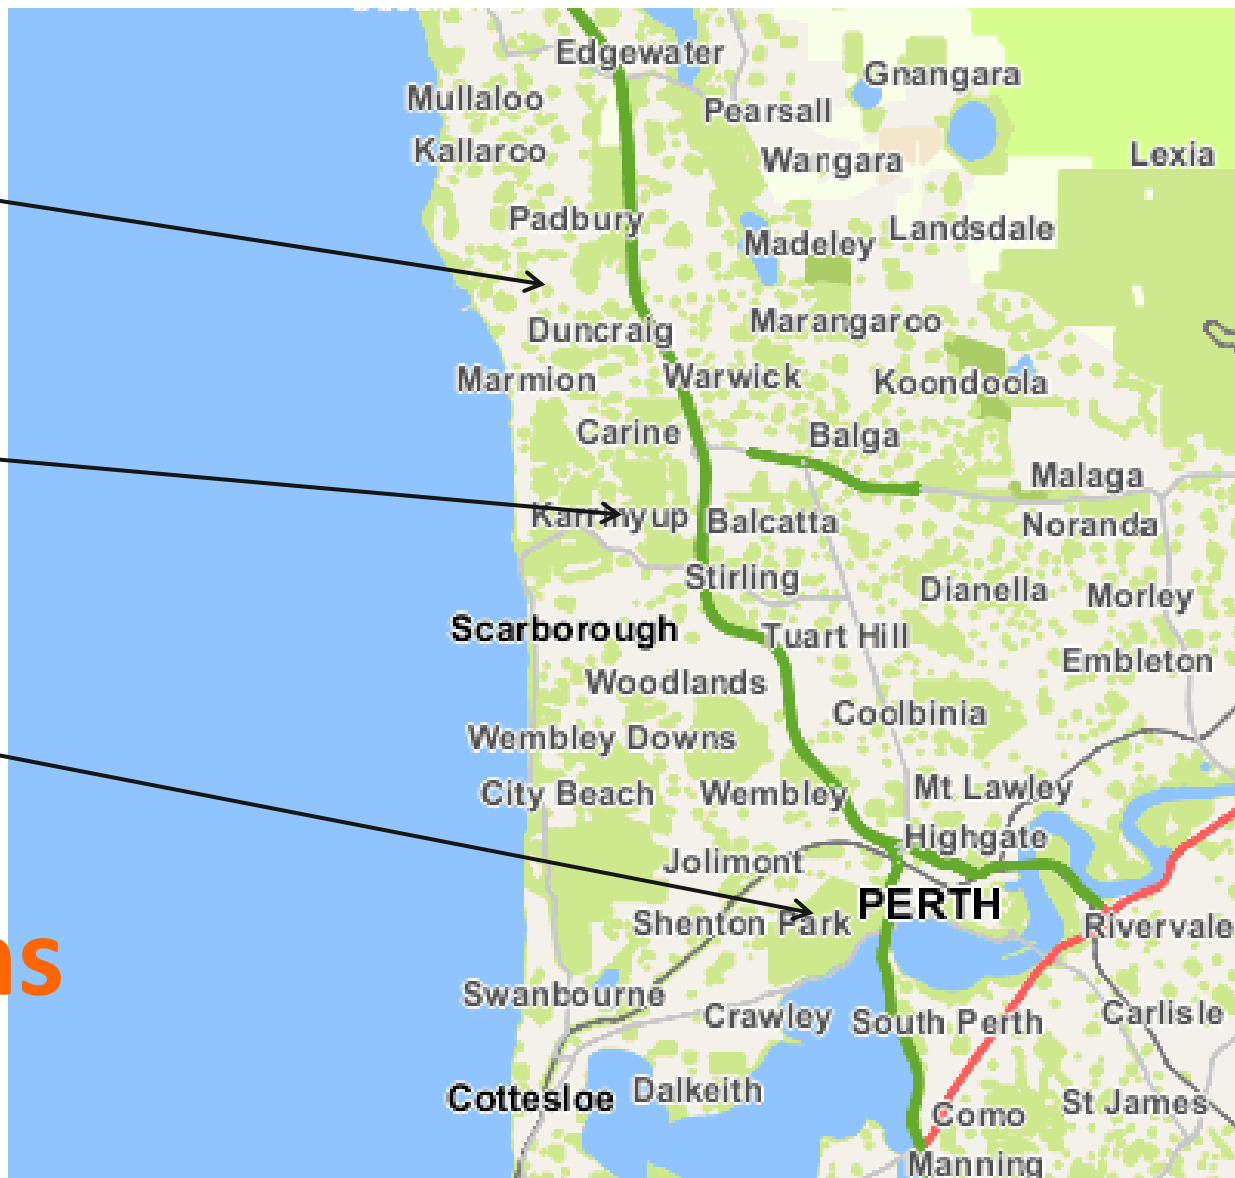 Edgewater
Gnangara
Mullaloo
Pearsall
Kallaroo
Wangara
Lexia
Padbury
Landsdale
Madeley
Duncraig
Marangaroo
Marmion
Warwick
Koondoola
Carine
Balga
Malaga
Karrinyup
Balcatta
Noranda
Stirling
Dianella
Morley
Scarborough
Tuart Hill
Embleton
Woodlands
Coolbinia
Wembley Downs
City Beach
Wembley
Mt Lawley
Highgate
Jolimont
PERTH
Shenton Park
Rivervale
Swanbourne
Crawley
South Perth
Carlisle
Cottesloe
Dalkeith
Como
St James
Manning